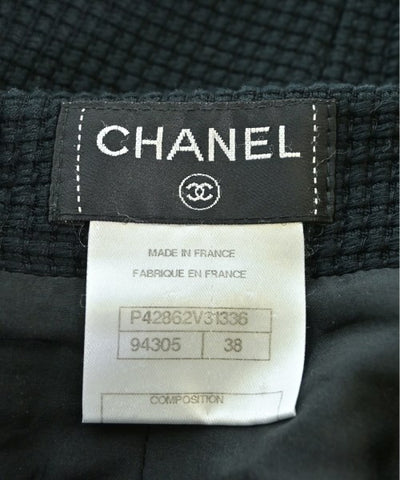 CHANEL
MADE IN FRANCE
FABRIQUE EN FRANCE
P42862V31336
94305 38
COMPOSITION